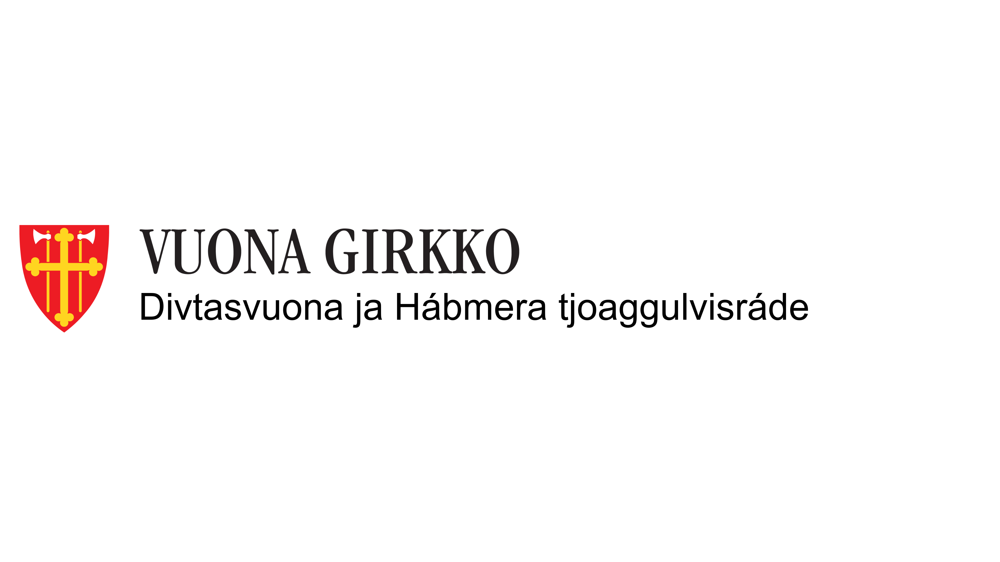 VUONA GIRKKO
Divtasvuona ja Hábmera tjoaggulvisráde